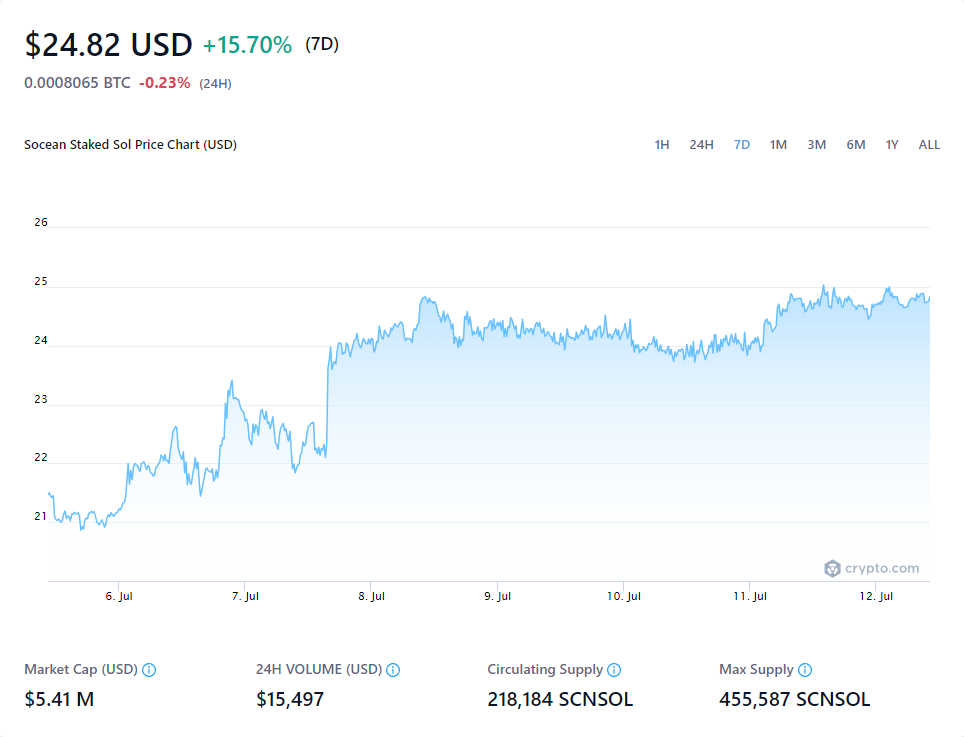 $24.82 USD +15.70% (7D)
0.0008065 BTC -0.23% (24H)
Socean Staked Sol Price Chart (USD)
1H 24H 7D 1M 3M 6M 1Y ALL
26
25
24
23
22
21
crypto.com
6. Jul 7. Jul 8. Jul 9. Jul 10. Jul 11. Jul 12. Jul
Market Cap (USD) 24H VOLUME (USD) Circulating Supply Max Supply
$5.41 M $15,497 218,184 SCNSOL 455,587 SCNSOL